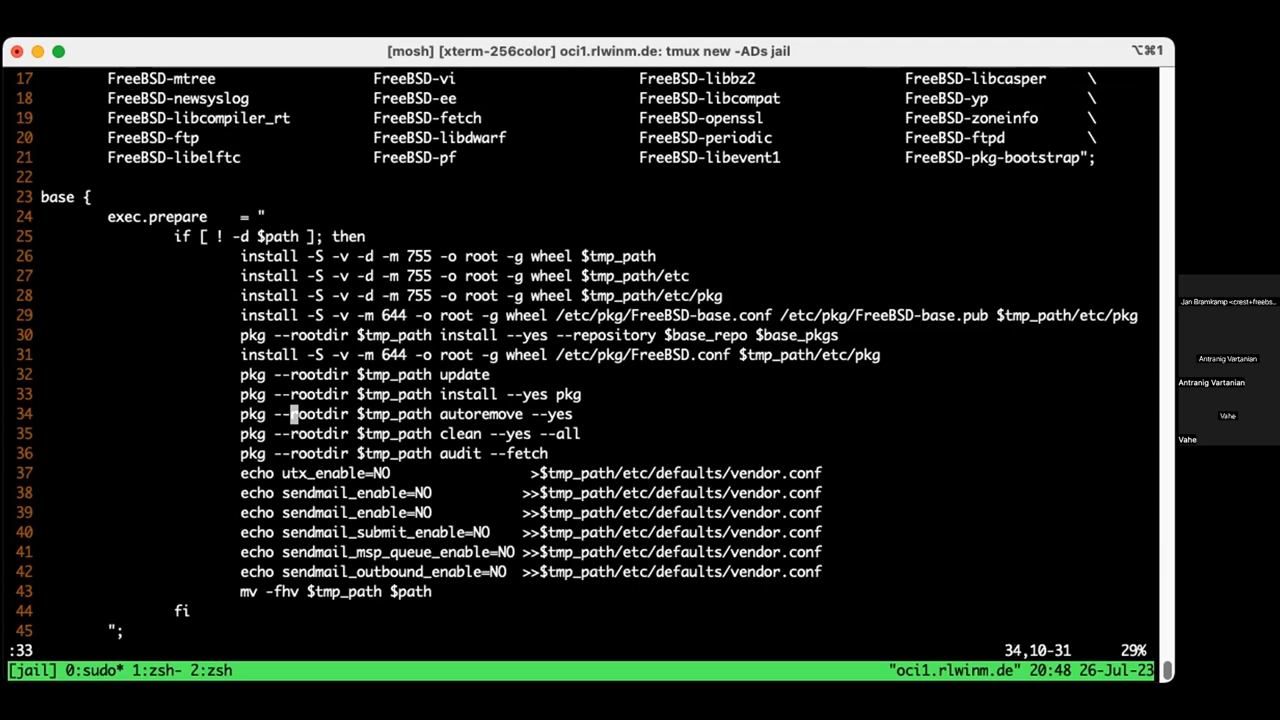 [mosh] [xterm-256color] oci1.rlwinm.de: tmux new -ADs jail ⌥⌘1
17 FreeBSD-mtree FreeBSD-vi FreeBSD-libbz2 FreeBSD-libcasper \
18 FreeBSD-newsyslog FreeBSD-ee FreeBSD-libcompat FreeBSD-yp \
19 FreeBSD-libcompiler_rt FreeBSD-fetch FreeBSD-openssl FreeBSD-zoneinfo \
20 FreeBSD-ftp FreeBSD-libdwarf FreeBSD-periodic FreeBSD-ftpd \
21 FreeBSD-libelftc FreeBSD-pf FreeBSD-libevent1 FreeBSD-pkg-bootstrap";
22
23 base {
24 exec.prepare = "
25 if [ ! -d $path ]; then
26 install -S -v -d -m 755 -o root -g wheel $tmp_path
27 install -S -v -d -m 755 -o root -g wheel $tmp_path/etc
28 install -S -v -d -m 755 -o root -g wheel $tmp_path/etc/pkg
29 install -S -v -m 644 -o root -g wheel /etc/pkg/FreeBSD-base.conf /etc/pkg/FreeBSD-base.pub $tmp_path/etc/pkg
30 pkg --rootdir $tmp_path install --yes --repository $base_repo $base_pkgs
31 install -S -v -m 644 -o root -g wheel /etc/pkg/FreeBSD.conf $tmp_path/etc/pkg
32 pkg --rootdir $tmp_path update
33 pkg --rootdir $tmp_path install --yes pkg
34 pkg --rootdir $tmp_path autoremove --yes
35 pkg --rootdir $tmp_path clean --yes --all
36 pkg --rootdir $tmp_path audit --fetch
37 echo utx_enable=NO >$tmp_path/etc/defaults/vendor.conf
38 echo sendmail_enable=NO >>$tmp_path/etc/defaults/vendor.conf
39 echo sendmail_enable=NO >>$tmp_path/etc/defaults/vendor.conf
40 echo sendmail_submit_enable=NO >>$tmp_path/etc/defaults/vendor.conf
41 echo sendmail_msp_queue_enable=NO >>$tmp_path/etc/defaults/vendor.conf
42 echo sendmail_outbound_enable=NO >>$tmp_path/etc/defaults/vendor.conf
43 mv -fhv $tmp_path $path
44 fi
45 ";
:33 34,10-31 29%
[jail] 0:sudo* 1:zsh- 2:zsh "oci1.rlwinm.de" 20:48 26-Jul-23
Jan Bramkamp <crest+freebs...
Antranig Vartanian
Antranig Vartanian
Vahe
Vahe